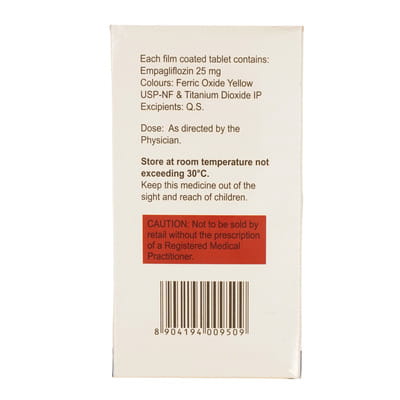 Each film coated tablet contains:
Empagliflozin 25 mg
Colours: Ferric Oxide Yellow
USP-NF & Titanium Dioxide IP
Excipients: Q.S.
Dose: As directed by the
Physician.
Store at room temperature not
exceeding 30°C.
Keep this medicine out of the
sight and reach of children.
CAUTION: Not to be sold by
retail without the prescription
of a Registered Medical
Practitioner.
8 904194 009509